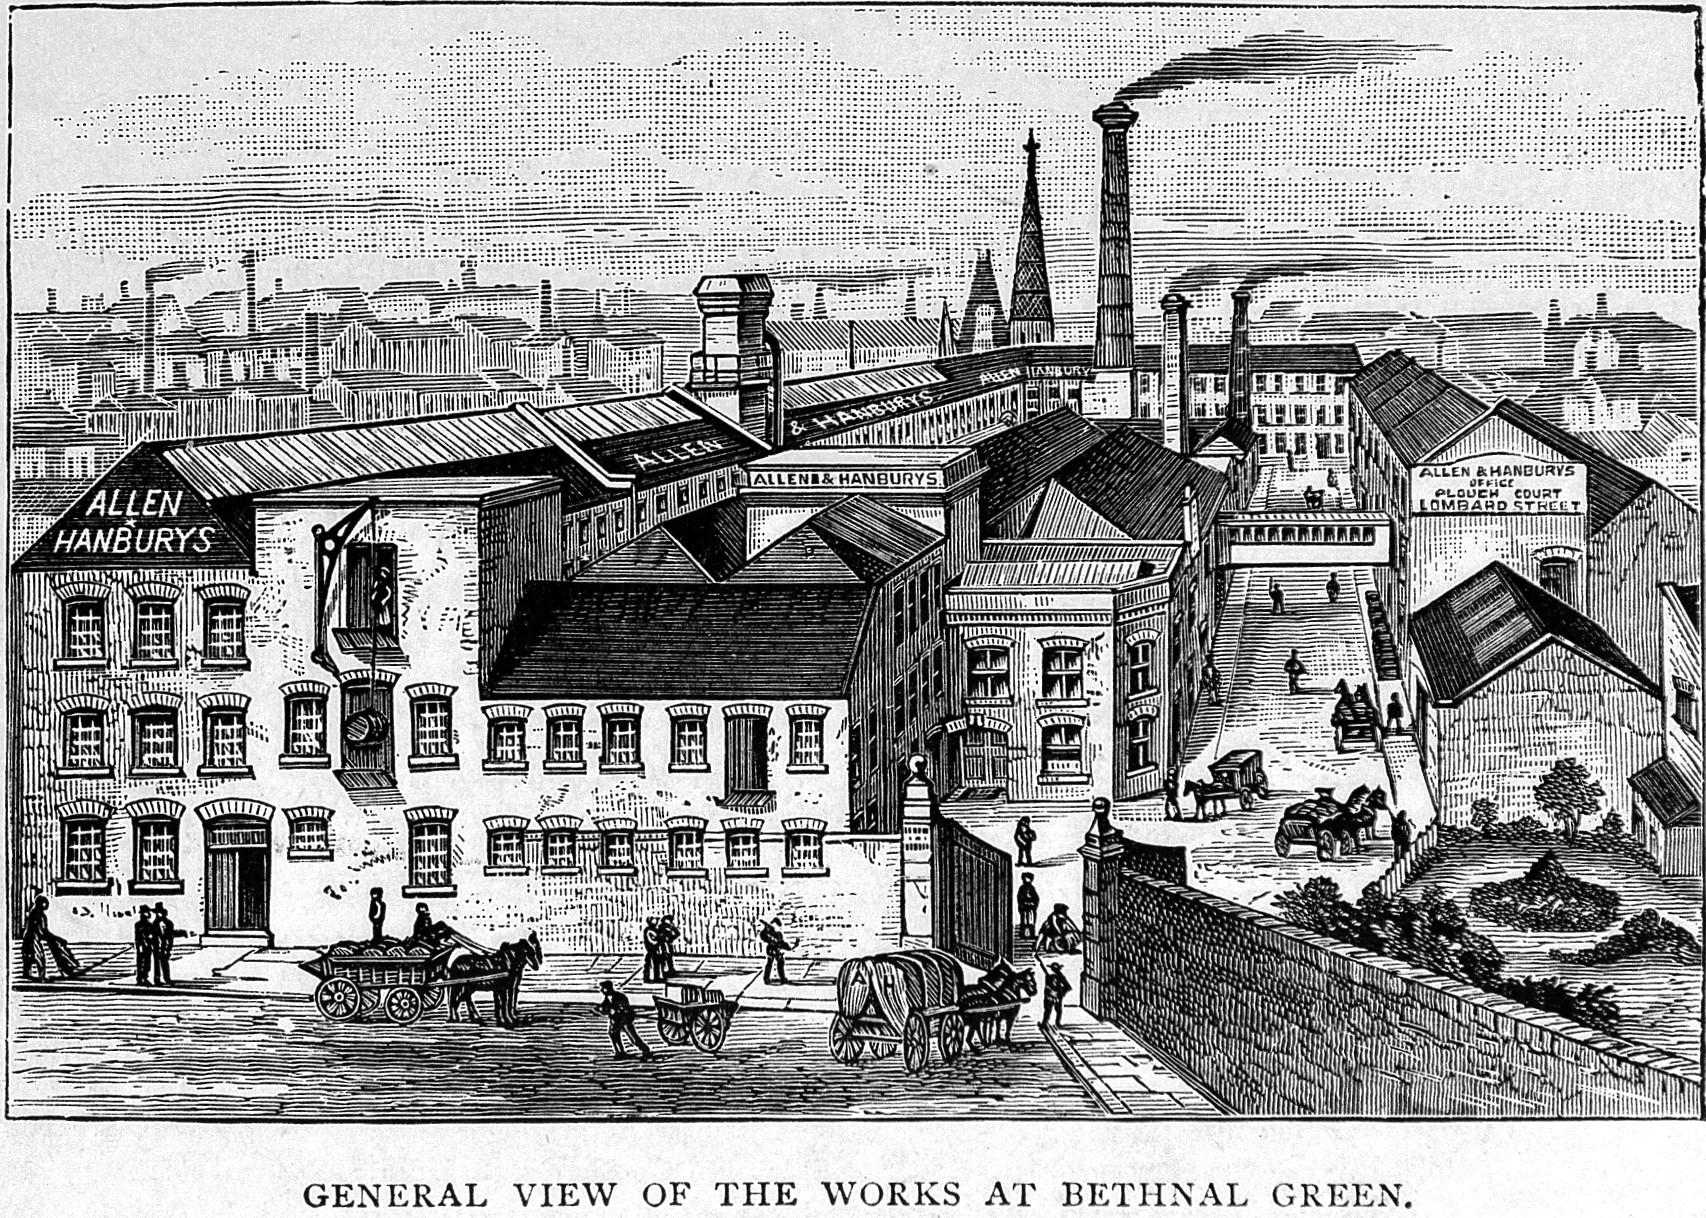 ALLEN
&
HANBURYS
ALLEN
& HANBURYS
ALLEN HANBURY
ALLEN & HANBURYS.
ALLEN & HANBURYS
OFFICE
PLOUGH COURT
LOMBARD STREET
A H
GENERAL VIEW OF THE WORKS AT BETHNAL GREEN.